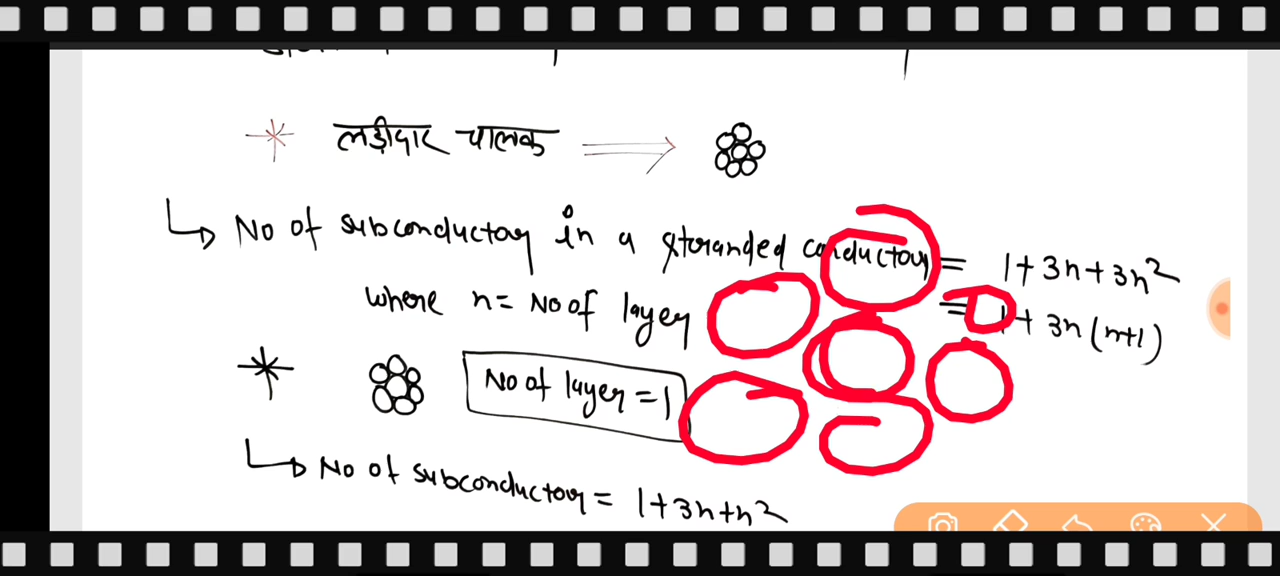 * लड़ीदार चालक ⟹
↳ No of subconductor in a stranded conductor = 1+3n+3n²
where n = No of layer = 1+3n(n+1)
* No of layer = 1
↳ No of subconductor = 1+3n+n²